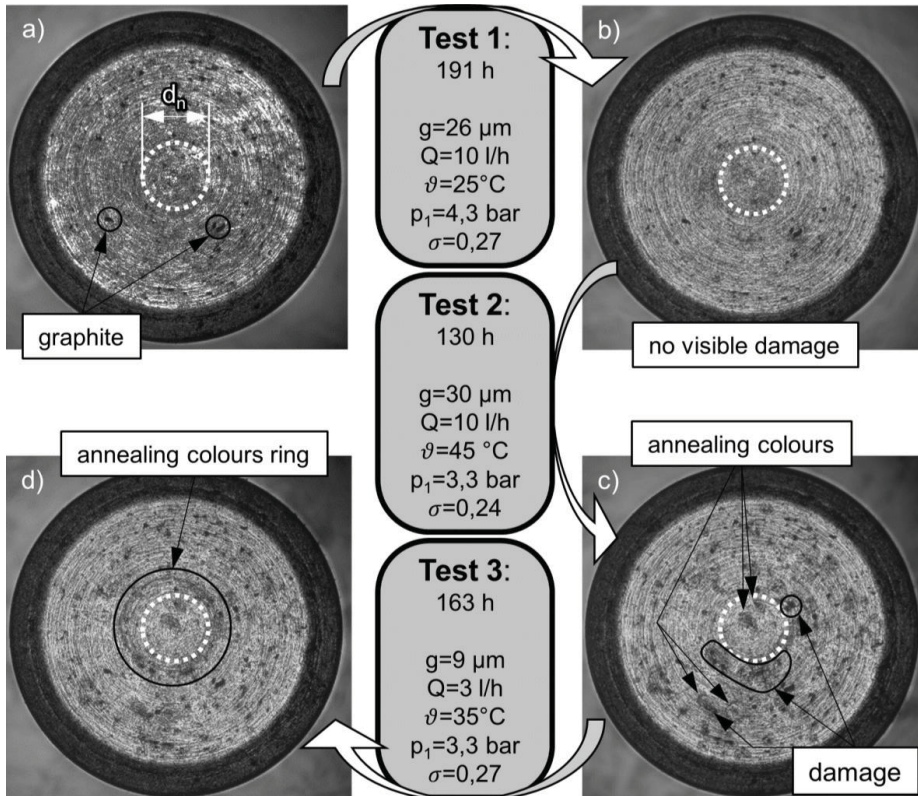 a)
dₙ
graphite
Test 1:
191 h
g=26 µm
Q=10 l/h
ϑ=25°C
p₁=4,3 bar
σ=0,27
b)
no visible damage
Test 2:
130 h
g=30 µm
Q=10 l/h
ϑ=45 °C
p₁=3,3 bar
σ=0,24
annealing colours ring
d)
annealing colours
c)
damage
Test 3:
163 h
g=9 µm
Q=3 l/h
ϑ=35°C
p₁=3,3 bar
σ=0,27